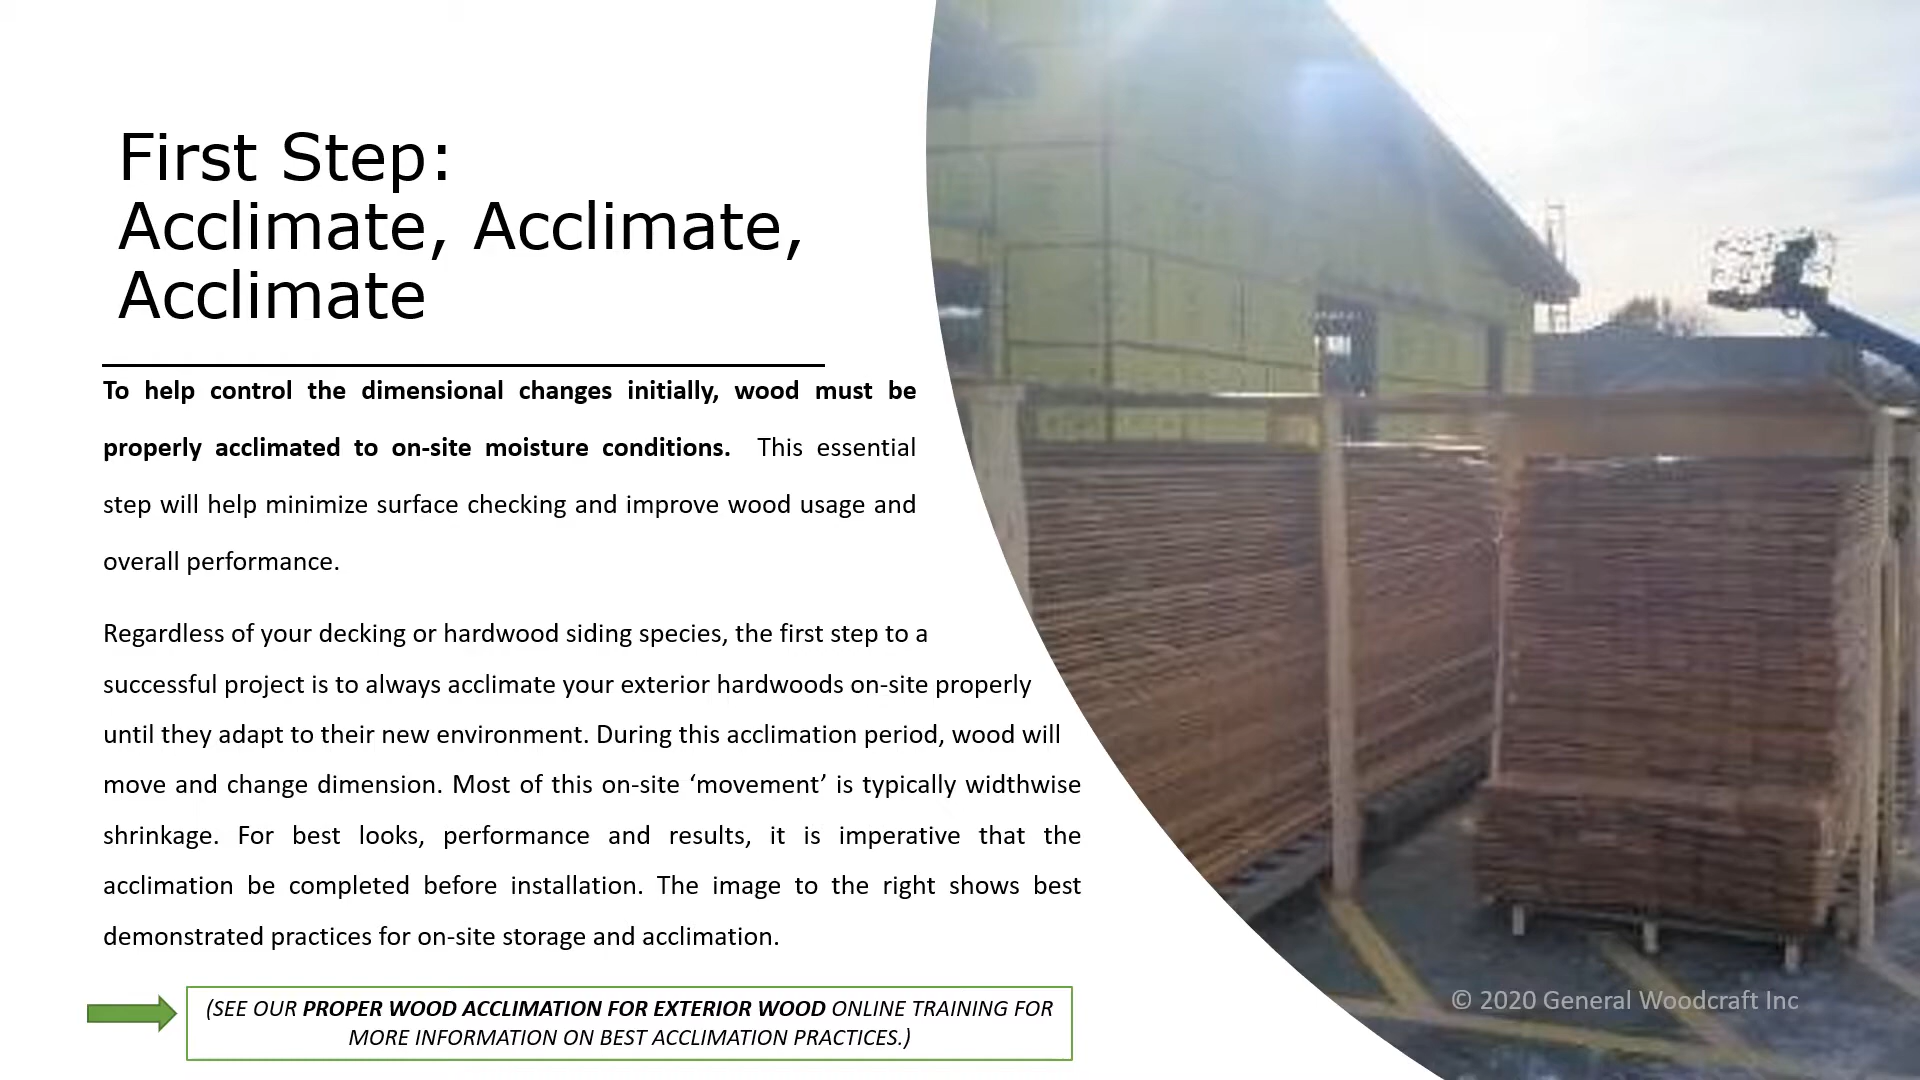 First Step:
Acclimate, Acclimate,
Acclimate
To help control the dimensional changes initially, wood must be
properly acclimated to on-site moisture conditions. This essential
step will help minimize surface checking and improve wood usage and
overall performance.
Regardless of your decking or hardwood siding species, the first step to a
successful project is to always acclimate your exterior hardwoods on-site properly
until they adapt to their new environment. During this acclimation period, wood will
move and change dimension. Most of this on-site ‘movement’ is typically widthwise
shrinkage. For best looks, performance and results, it is imperative that the
acclimation be completed before installation. The image to the right shows best
demonstrated practices for on-site storage and acclimation.
(SEE OUR PROPER WOOD ACCLIMATION FOR EXTERIOR WOOD ONLINE TRAINING FOR
MORE INFORMATION ON BEST ACCLIMATION PRACTICES.)
© 2020 General Woodcraft Inc